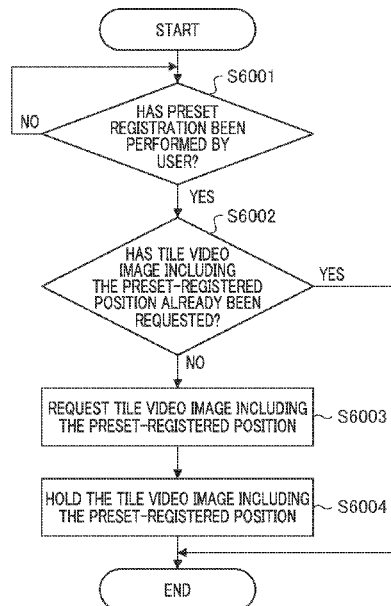 START
S6001
HAS PRESET
REGISTRATION BEEN
PERFORMED BY
USER?
NO
YES
S6002
HAS TILE VIDEO
IMAGE INCLUDING
THE PRESET-REGISTERED
POSITION ALREADY BEEN
REQUESTED?
YES
NO
REQUEST TILE VIDEO IMAGE INCLUDING
THE PRESET-REGISTERED POSITION
S6003
HOLD THE TILE VIDEO IMAGE INCLUDING
THE PRESET-REGISTERED POSITION
S6004
END